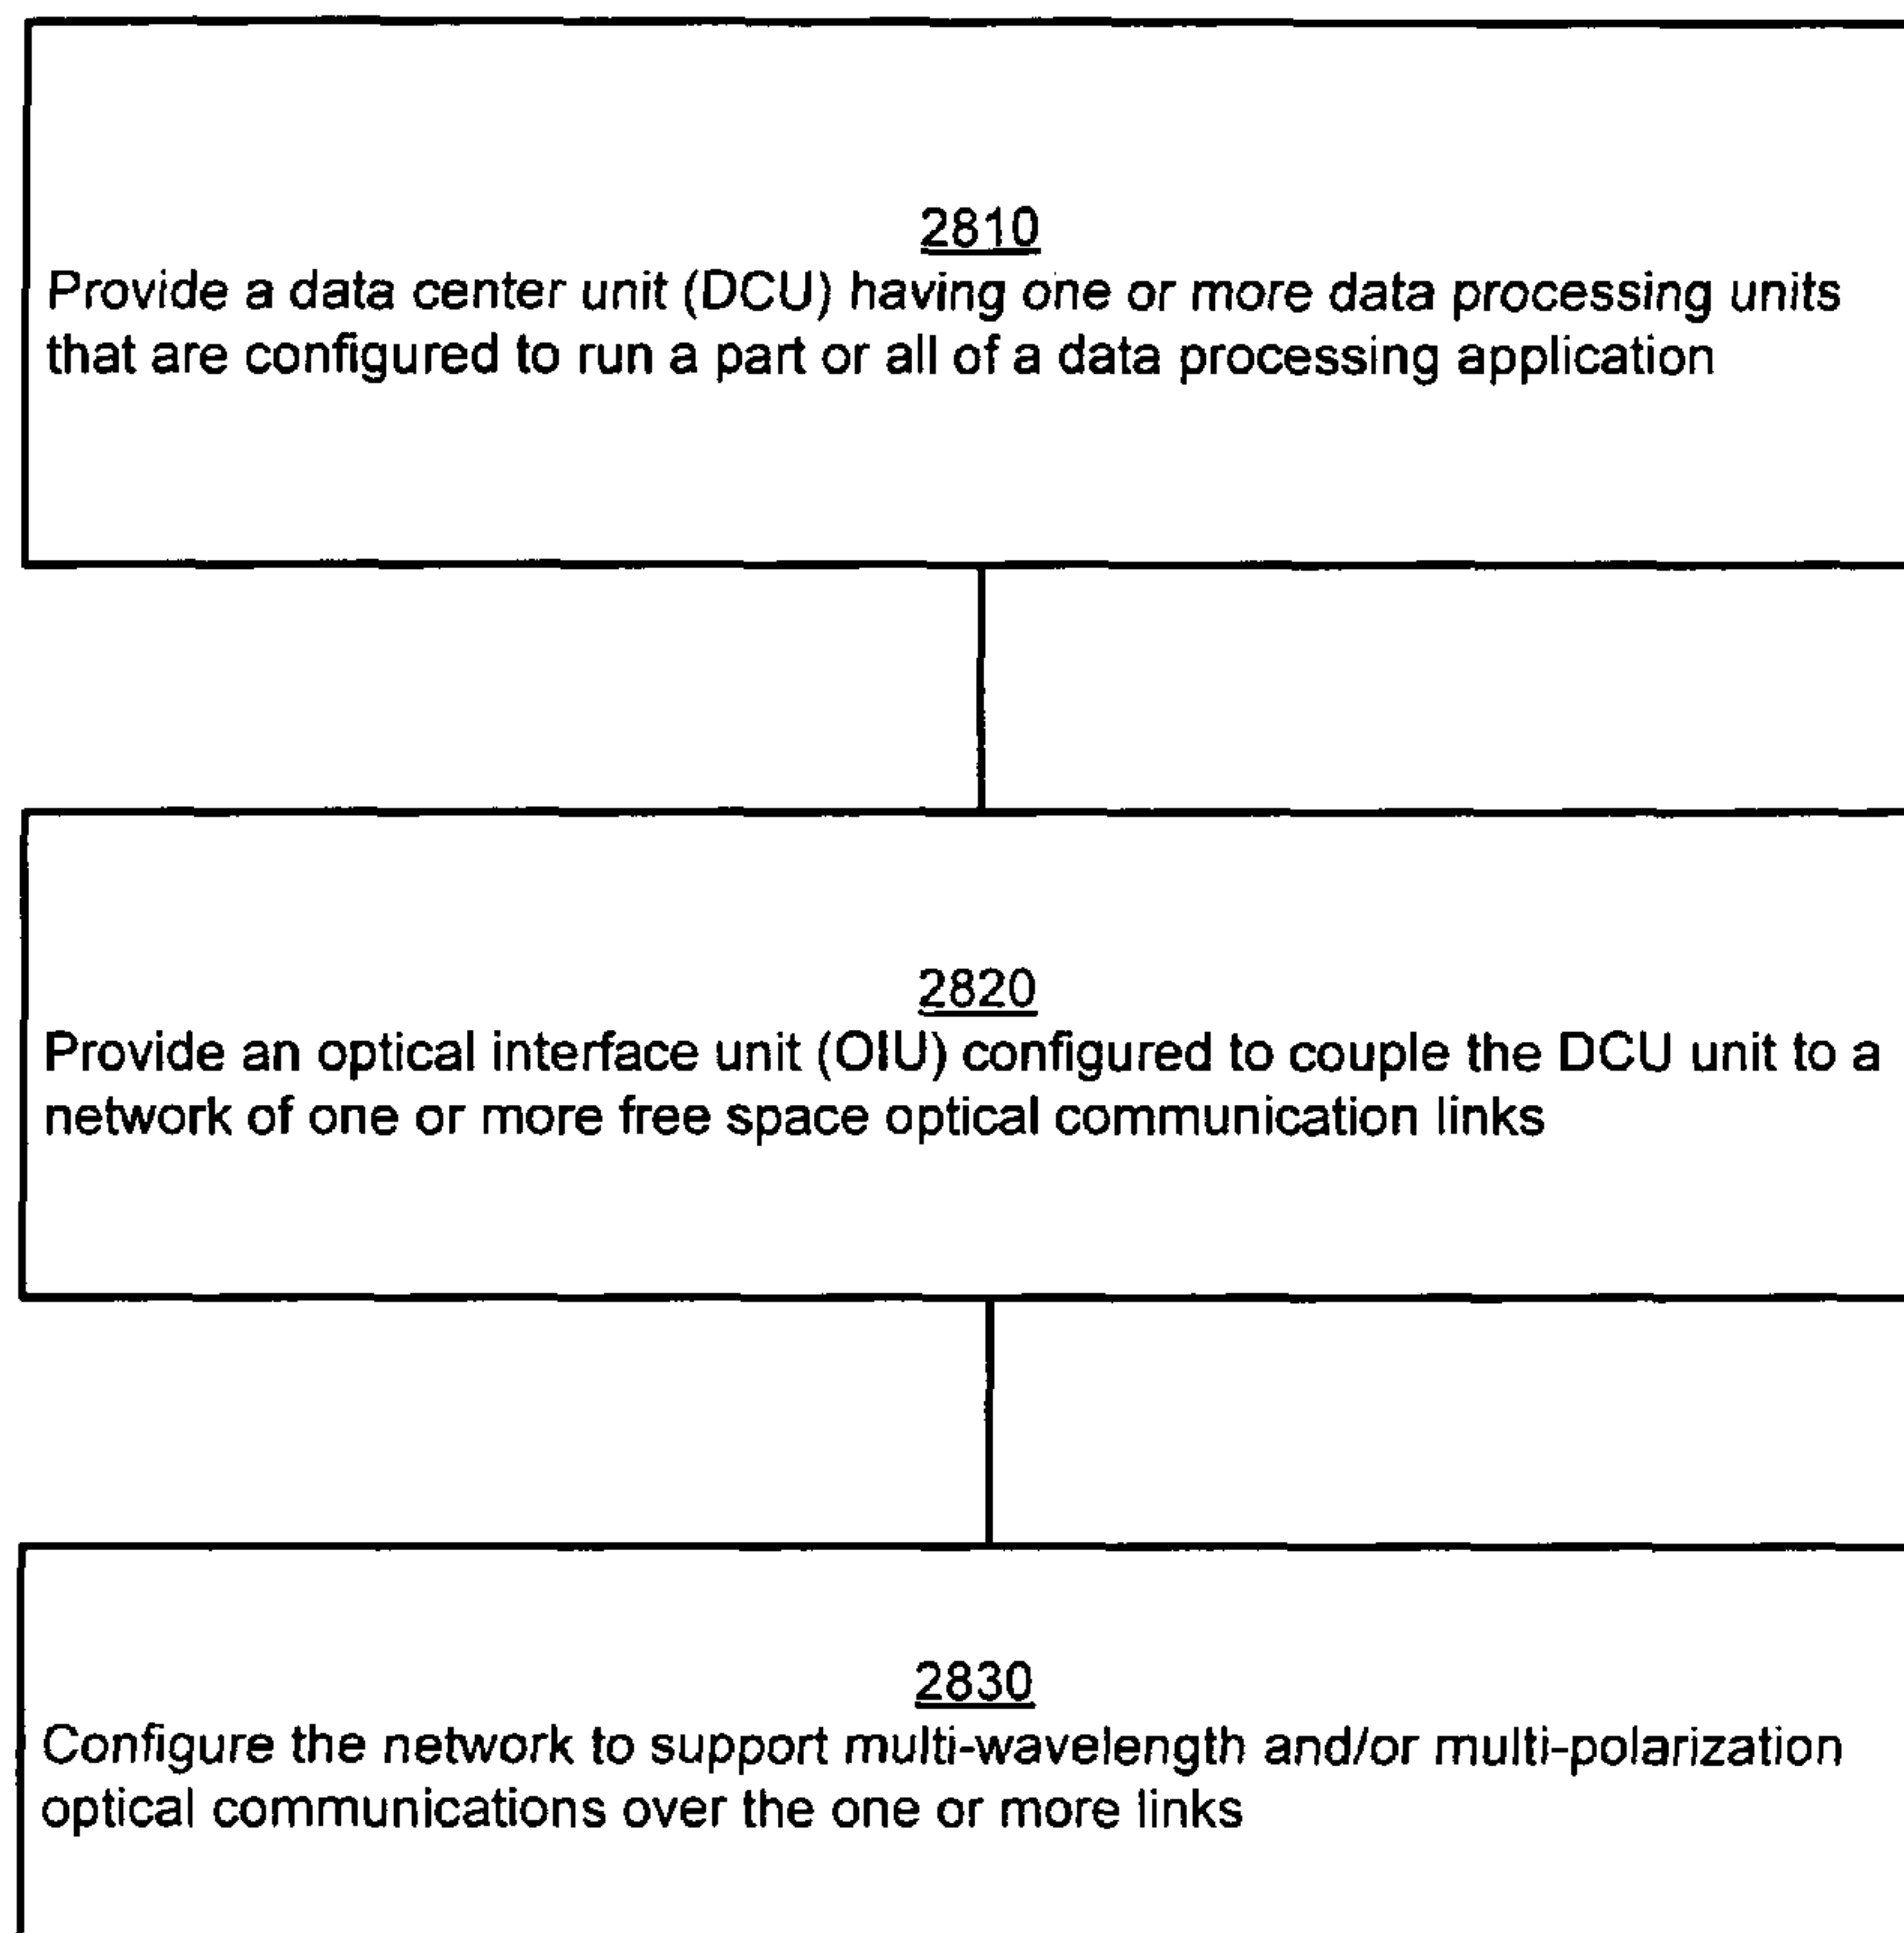 2810
Provide a data center unit (DCU) having one or more data processing units
that are configured to run a part or all of a data processing application
2820
Provide an optical interface unit (OIU) configured to couple the DCU unit to a
network of one or more free space optical communication links
2830
Configure the network to support multi-wavelength and/or multi-polarization
optical communications over the one or more links